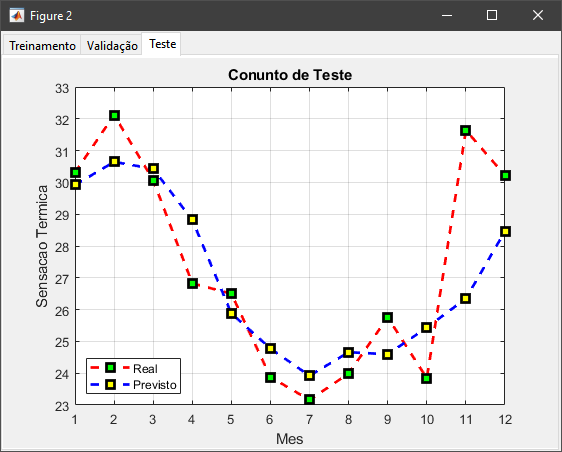 Figure 2
Treinamento Validação Teste
Conunto de Teste
33
32
31
30
29
28
27
26
25
24
23
Sensacao Termica
Real
Previsto
1 2 3 4 5 6 7 8 9 10 11 12
Mes